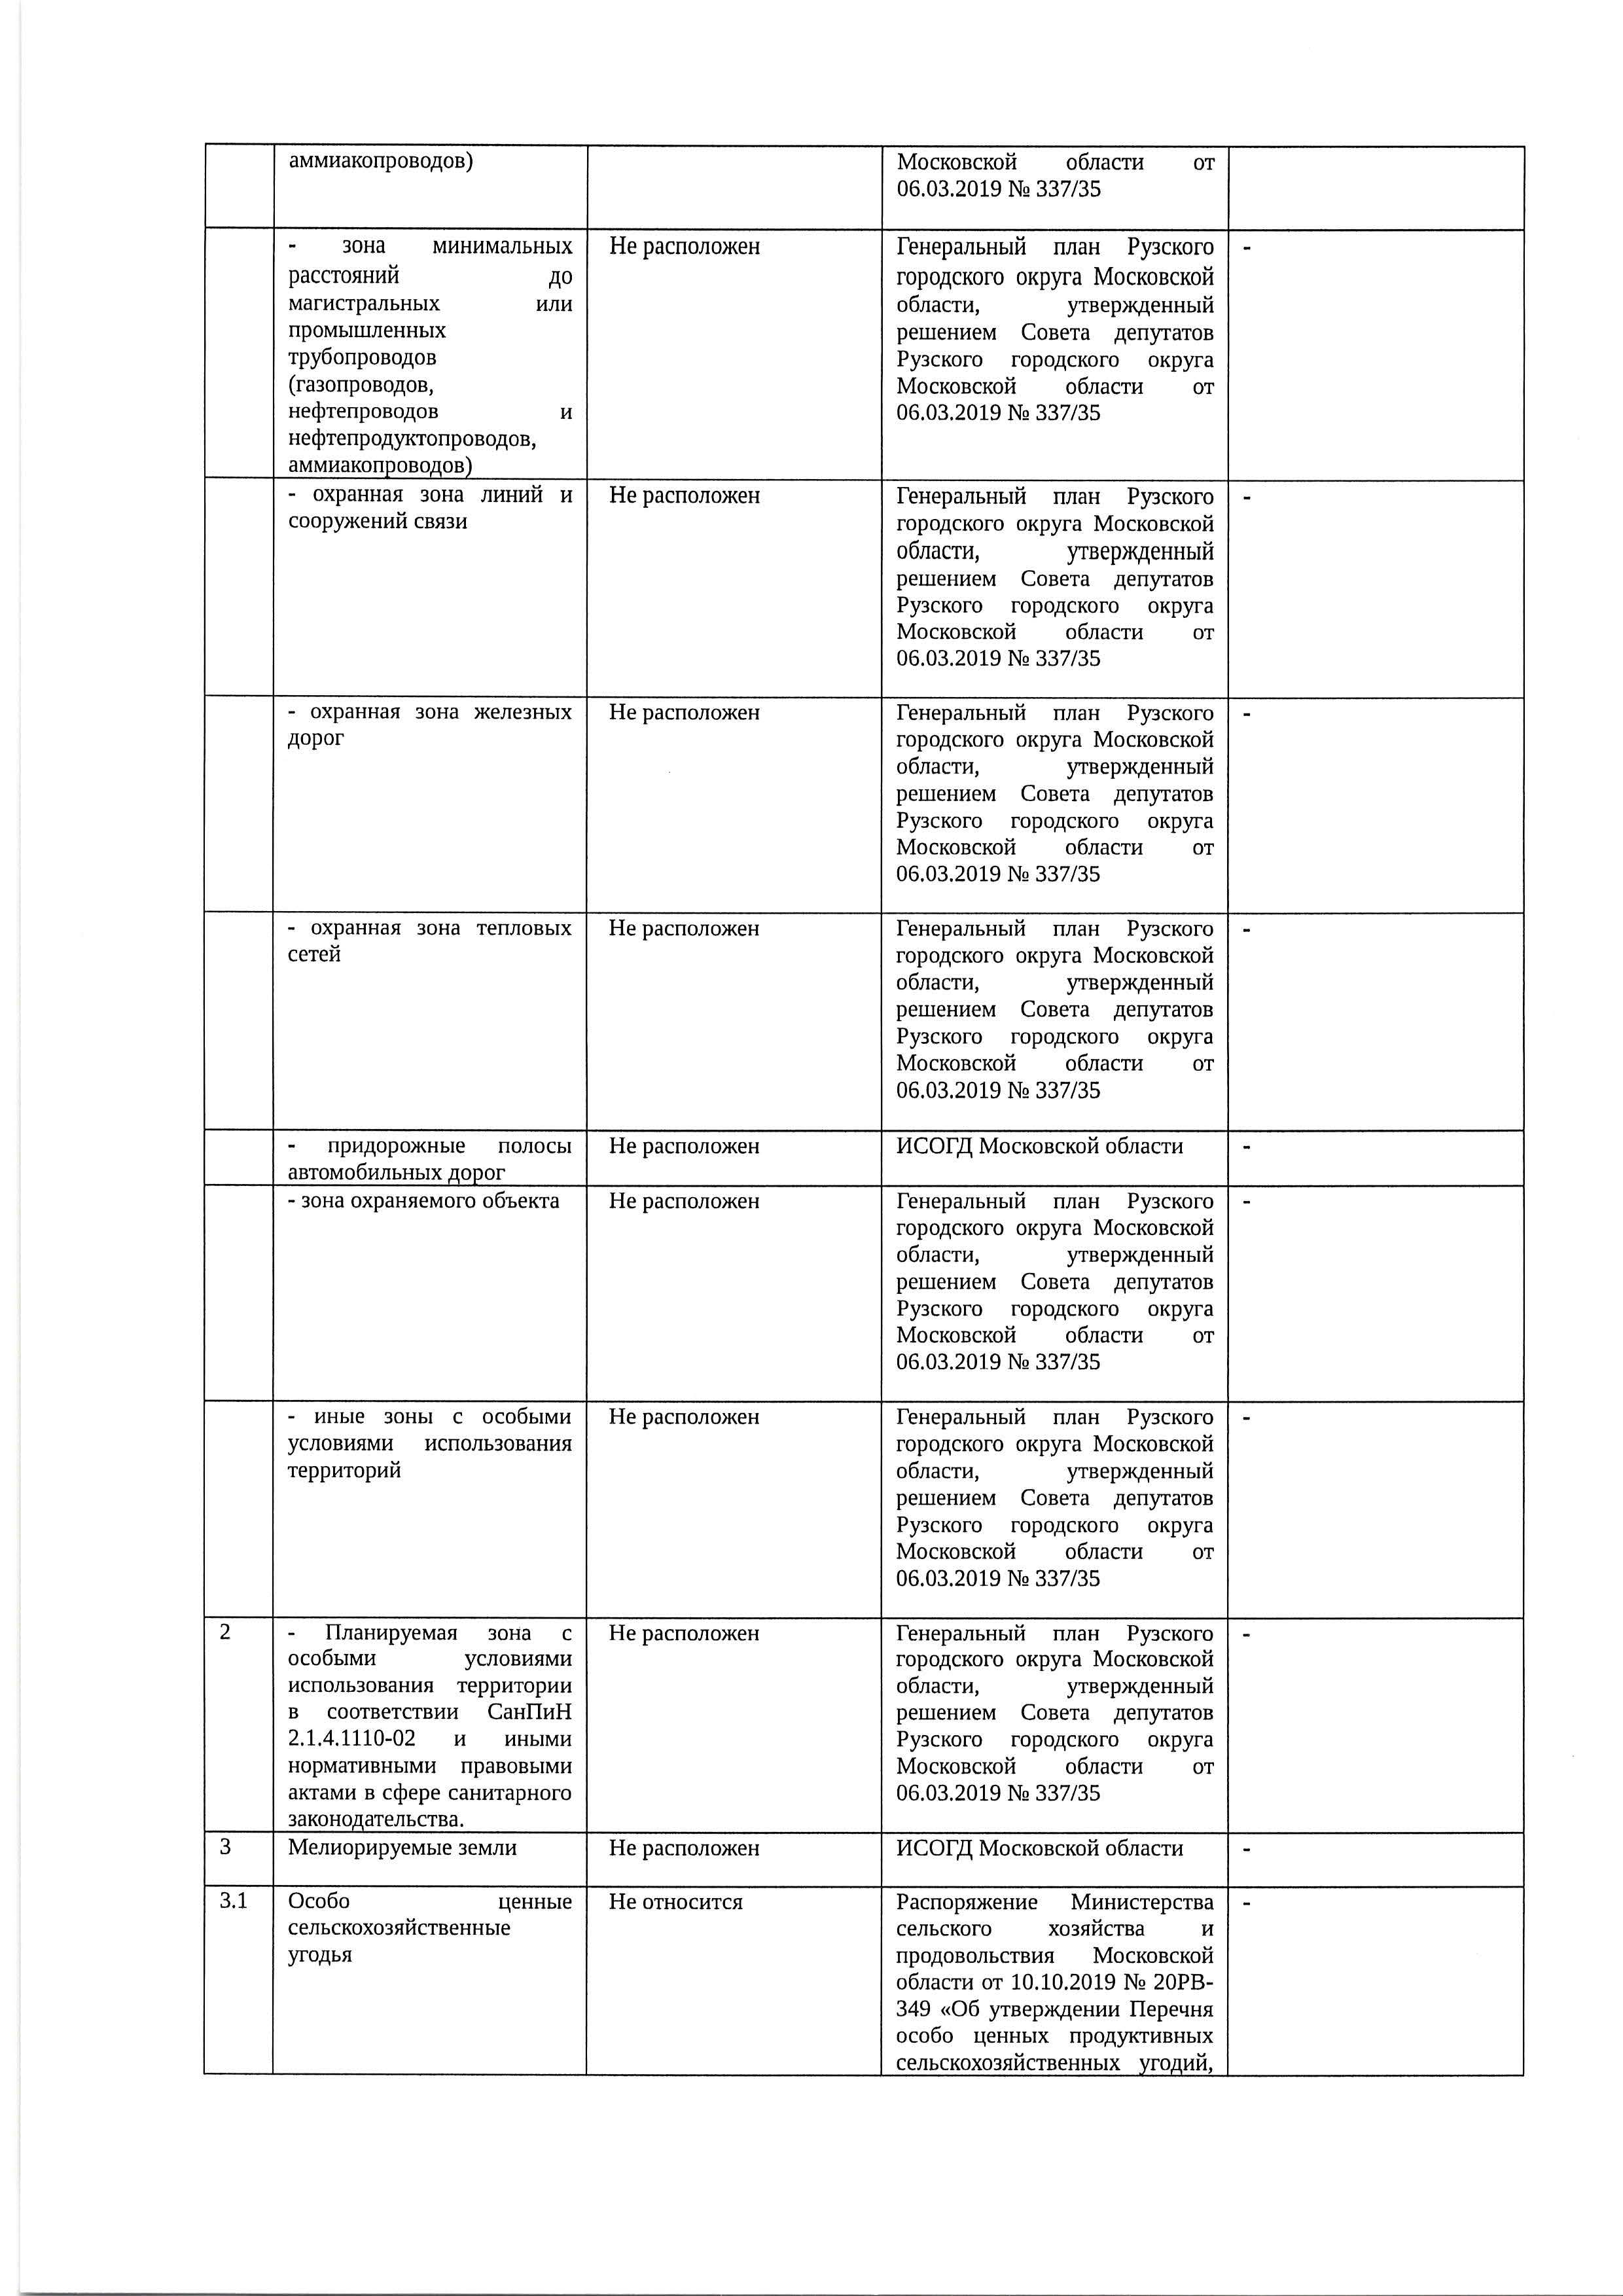 аммиакопроводов)
Московской области от
06.03.2019 № 337/35
- зона минимальных
расстояний до
магистральных или
промышленных
трубопроводов
(газопроводов,
нефтепроводов и
нефтепродуктопроводов,
аммиакопроводов)
Не расположен
Генеральный план Рузского
городского округа Московской
области, утвержденный
решением Совета депутатов
Рузского городского округа
Московской области от
06.03.2019 № 337/35
-
- охранная зона линий и
сооружений связи
Не расположен
Генеральный план Рузского
городского округа Московской
области, утвержденный
решением Совета депутатов
Рузского городского округа
Московской области от
06.03.2019 № 337/35
-
- охранная зона железных
дорог
Не расположен
Генеральный план Рузского
городского округа Московской
области, утвержденный
решением Совета депутатов
Рузского городского округа
Московской области от
06.03.2019 № 337/35
-
- охранная зона тепловых
сетей
Не расположен
Генеральный план Рузского
городского округа Московской
области, утвержденный
решением Совета депутатов
Рузского городского округа
Московской области от
06.03.2019 № 337/35
-
- придорожные полосы
автомобильных дорог
Не расположен
ИСОГД Московской области
-
- зона охраняемого объекта
Не расположен
Генеральный план Рузского
городского округа Московской
области, утвержденный
решением Совета депутатов
Рузского городского округа
Московской области от
06.03.2019 № 337/35
-
- иные зоны с особыми
условиями использования
территорий
Не расположен
Генеральный план Рузского
городского округа Московской
области, утвержденный
решением Совета депутатов
Рузского городского округа
Московской области от
06.03.2019 № 337/35
-
2
- Планируемая зона с
особыми условиями
использования территории
в соответствии СанПиН
2.1.4.1110-02 и иными
нормативными правовыми
актами в сфере санитарного
законодательства.
Не расположен
Генеральный план Рузского
городского округа Московской
области, утвержденный
решением Совета депутатов
Рузского городского округа
Московской области от
06.03.2019 № 337/35
-
3
Мелиорируемые земли
Не расположен
ИСОГД Московской области
-
3.1
Особо ценные
сельскохозяйственные
угодья
Не относится
Распоряжение Министерства
сельского хозяйства и
продовольствия Московской
области от 10.10.2019 № 20РВ-
349 «Об утверждении Перечня
особо ценных продуктивных
сельскохозяйственных угодий,
-